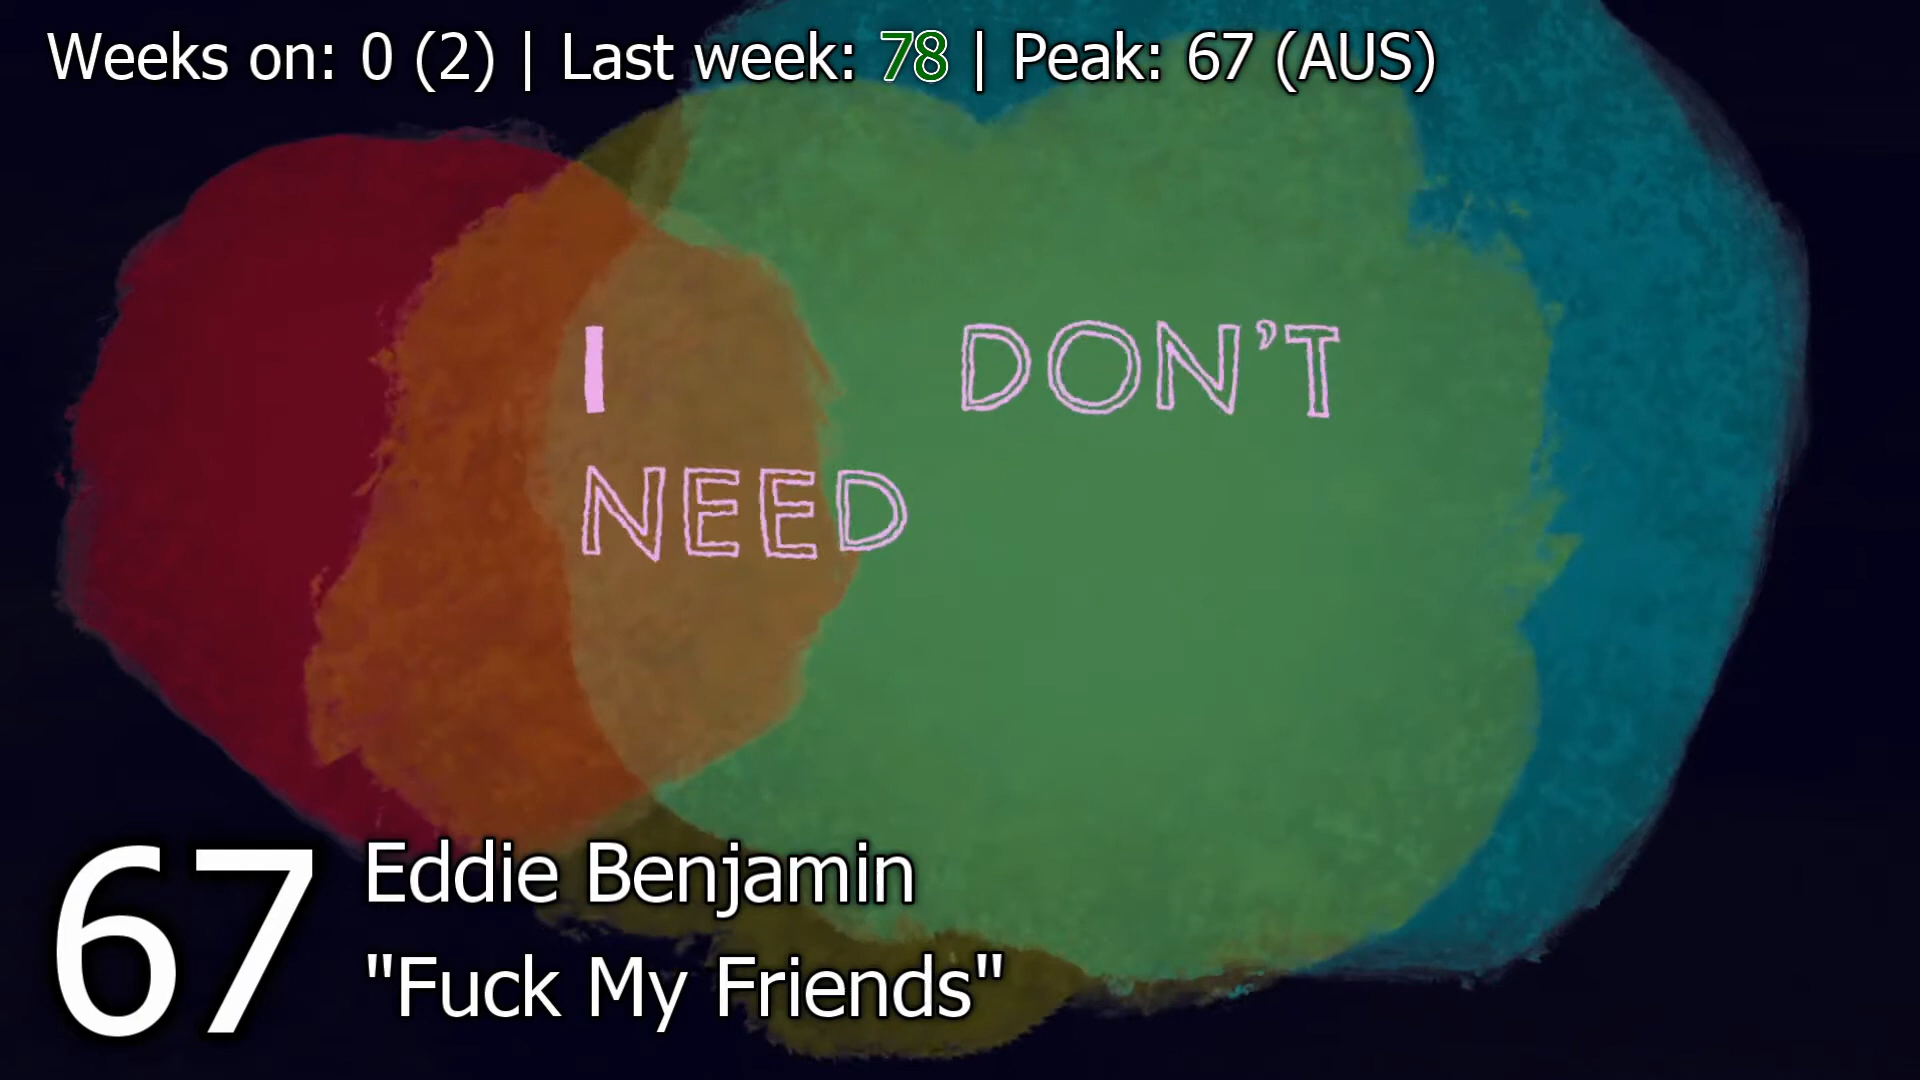 Weeks on: 0 (2) | Last week: 78 | Peak: 67 (AUS)
I DON’T
NEED
67
Eddie Benjamin
"Fuck My Friends"